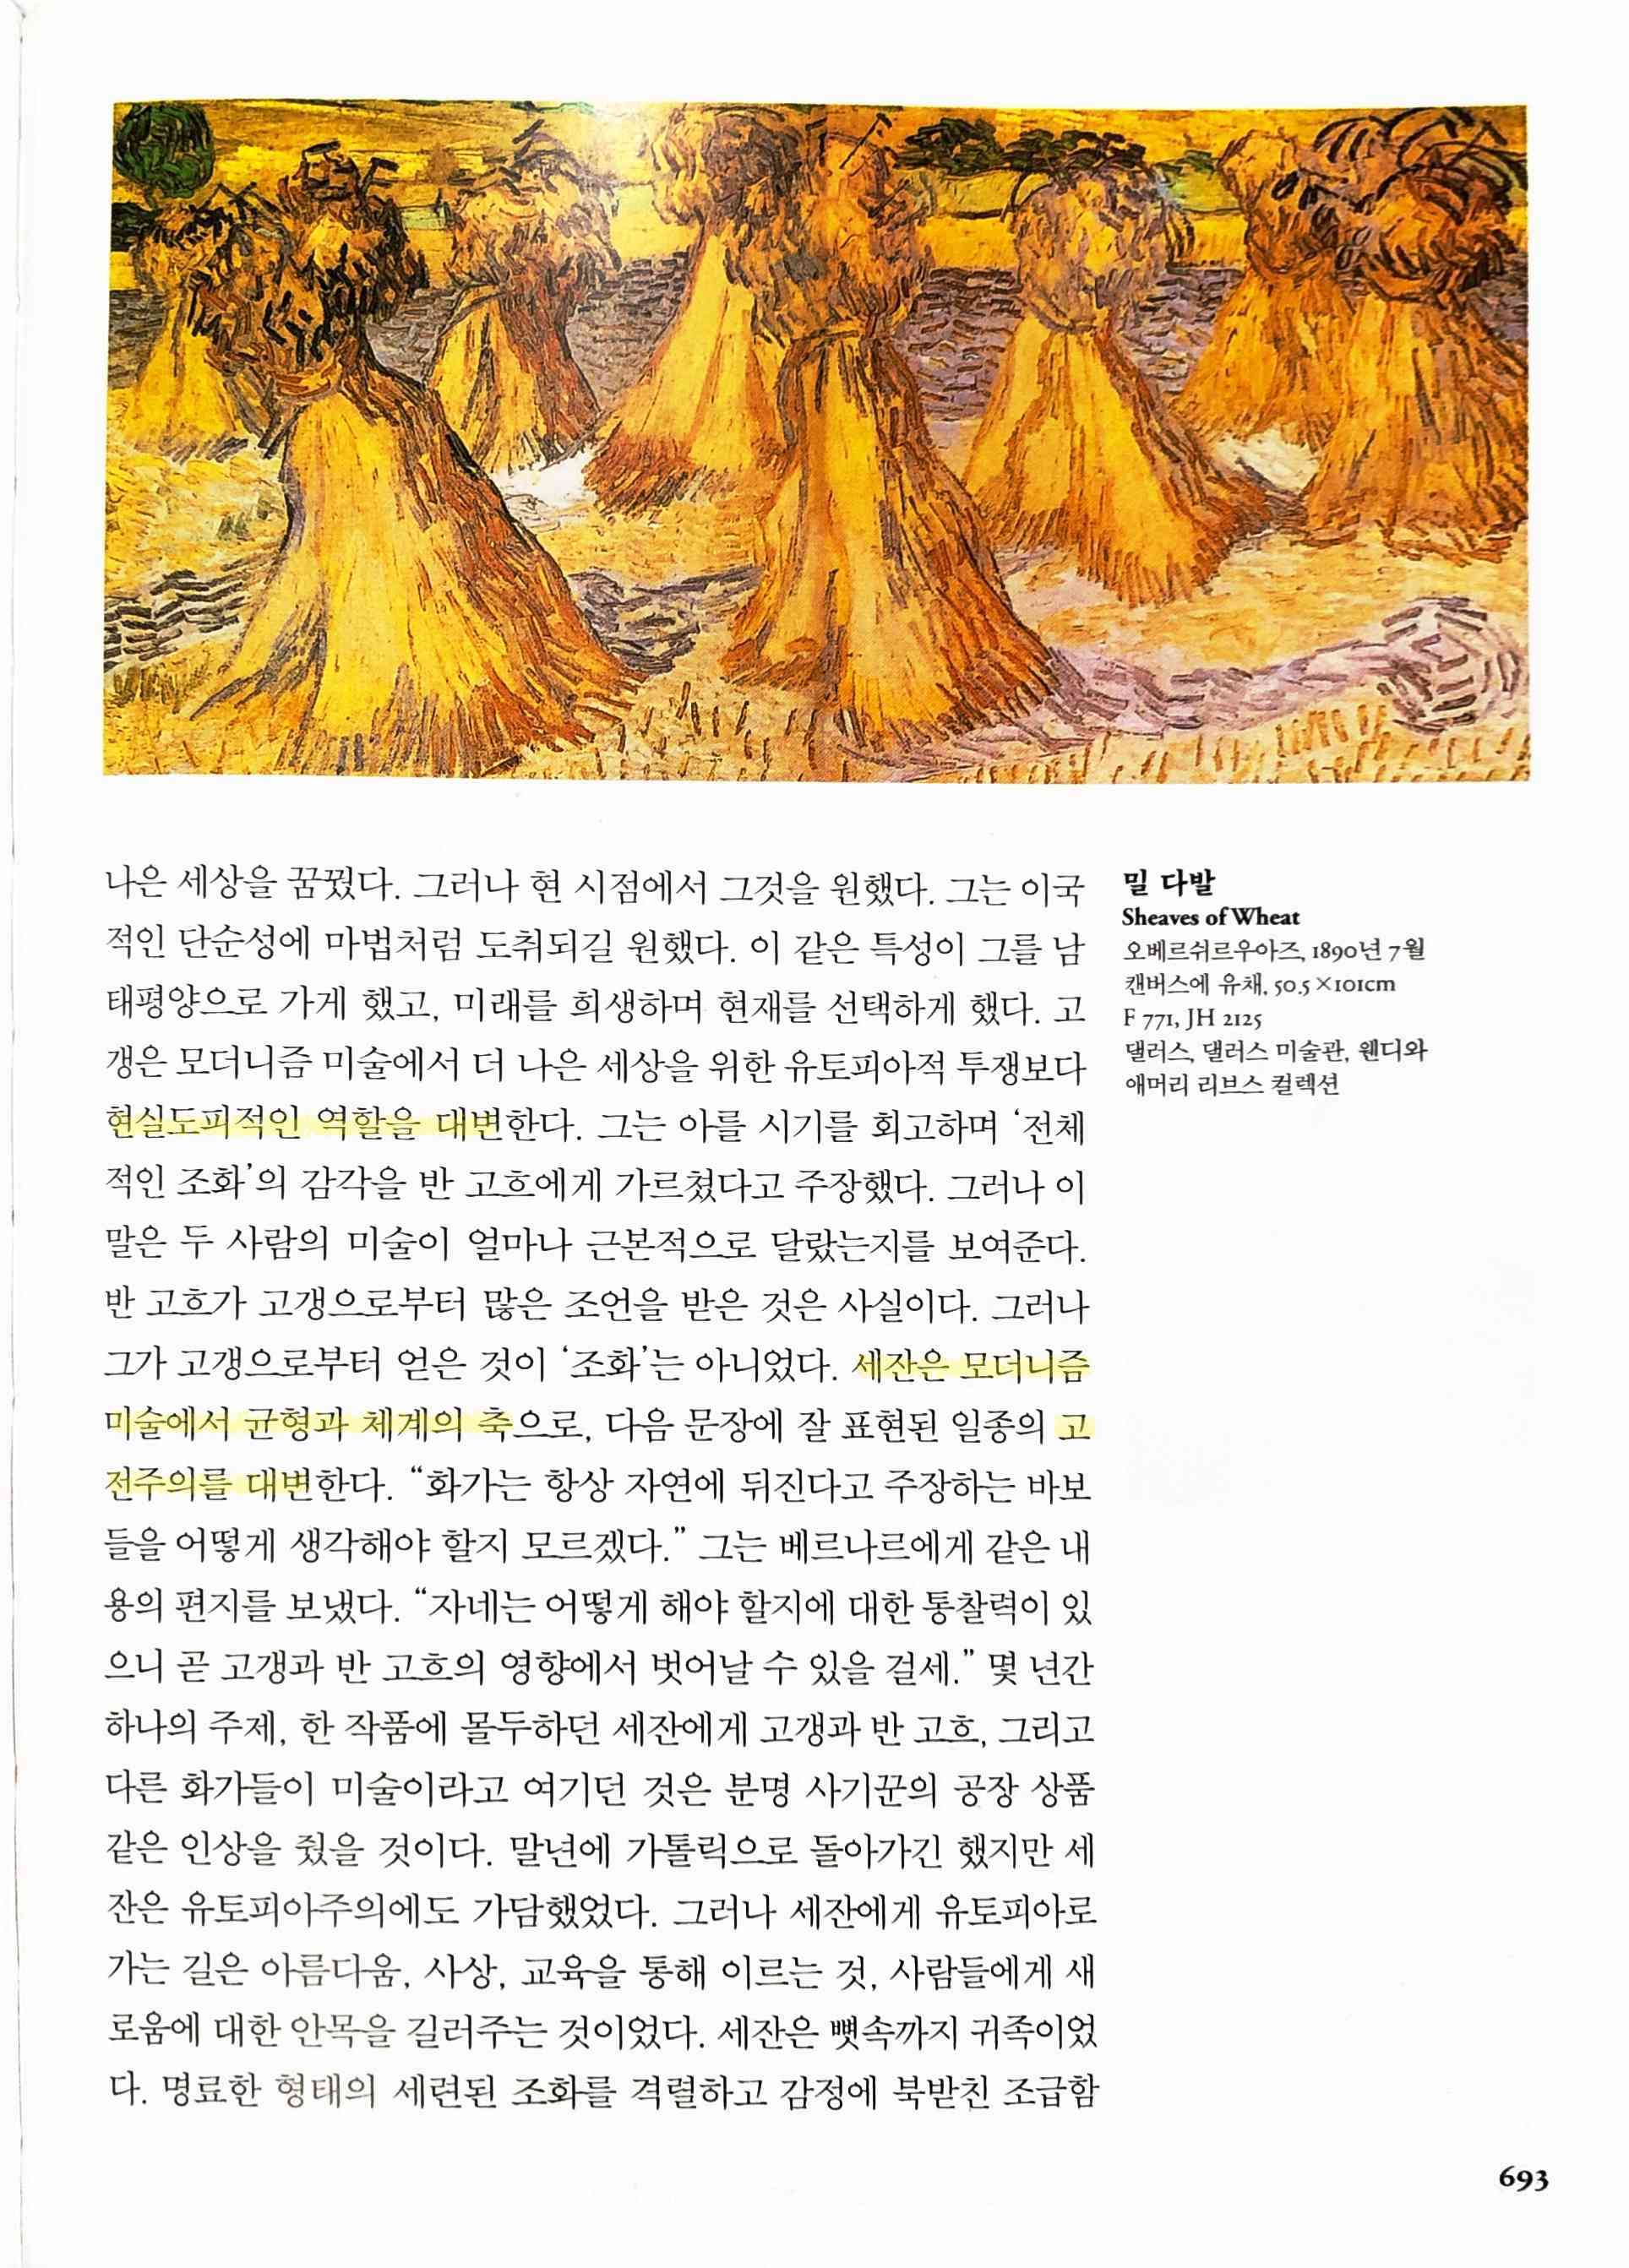 나은 세상을 꿈꿨다. 그러나 현 시점에서 그것을 원했다. 그는 이국
적인 단순성에 마법처럼 도취되길 원했다. 이 같은 특성이 그를 남
태평양으로 가게 했고, 미래를 희생하며 현재를 선택하게 했다. 고
갱은 모더니즘 미술에서 더 나은 세상을 위한 유토피아적 투쟁보다
현실도피적인 역할을 대변한다. 그는 아를 시기를 회고하며 ‘전체
적인 조화’의 감각을 반 고흐에게 가르쳤다고 주장했다. 그러나 이
말은 두 사람의 미술이 얼마나 근본적으로 달랐는지를 보여준다.
반 고흐가 고갱으로부터 많은 조언을 받은 것은 사실이다. 그러나
그가 고갱으로부터 얻은 것이 ‘조화’는 아니었다. 세잔은 모더니즘
미술에서 균형과 체계의 축으로, 다음 문장에 잘 표현된 일종의 고
전주의를 대변한다. “화가는 항상 자연에 뒤진다고 주장하는 바보
들을 어떻게 생각해야 할지 모르겠다.” 그는 베르나르에게 같은 내
용의 편지를 보냈다. “자네는 어떻게 해야 할지에 대한 통찰력이 있
으니 곧 고갱과 반 고흐의 영향에서 벗어날 수 있을 걸세.” 몇 년간
하나의 주제, 한 작품에 몰두하던 세잔에게 고갱과 반 고흐, 그리고
다른 화가들이 미술이라고 여기던 것은 분명 사기꾼의 공장 상품
같은 인상을 줬을 것이다. 말년에 가톨릭으로 돌아가긴 했지만 세
잔은 유토피아주의에도 가담했었다. 그러나 세잔에게 유토피아로
가는 길은 아름다움, 사상, 교육을 통해 이르는 것, 사람들에게 새
로움에 대한 안목을 길러주는 것이었다. 세잔은 뼛속까지 귀족이었
다. 명료한 형태의 세련된 조화를 격렬하고 감정에 북받친 조급함
밀 다발
Sheaves of Wheat
오베르쉬르우아즈, 1890년 7월
캔버스에 유채, 50.5×101cm
F 771, JH 2125
댈러스, 댈러스 미술관, 웬디와
애머리 리브스 컬렉션
693